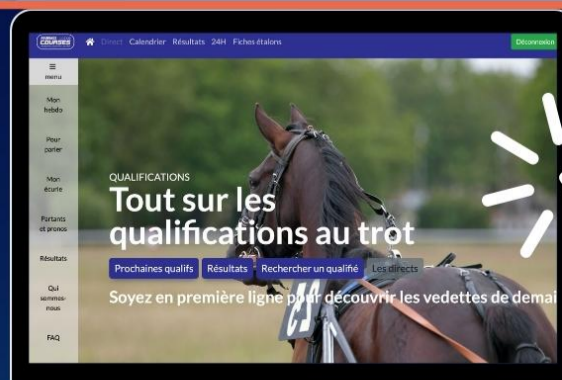 COURSES
Direct Calendrier Résultats 24H Fiches étalons
Déconnexion
menu
Mon
hebdo
Pour
parier
Mon
écurie
Partants
et pronos
Résultats
Qui
sommes-
nous
FAQ
QUALIFICATIONS
Tout sur les
qualifications au trot
Prochaines qualifs Résultats Rechercher un qualifié Les directs
Soyez en première ligne pour découvrir les vedettes de demai